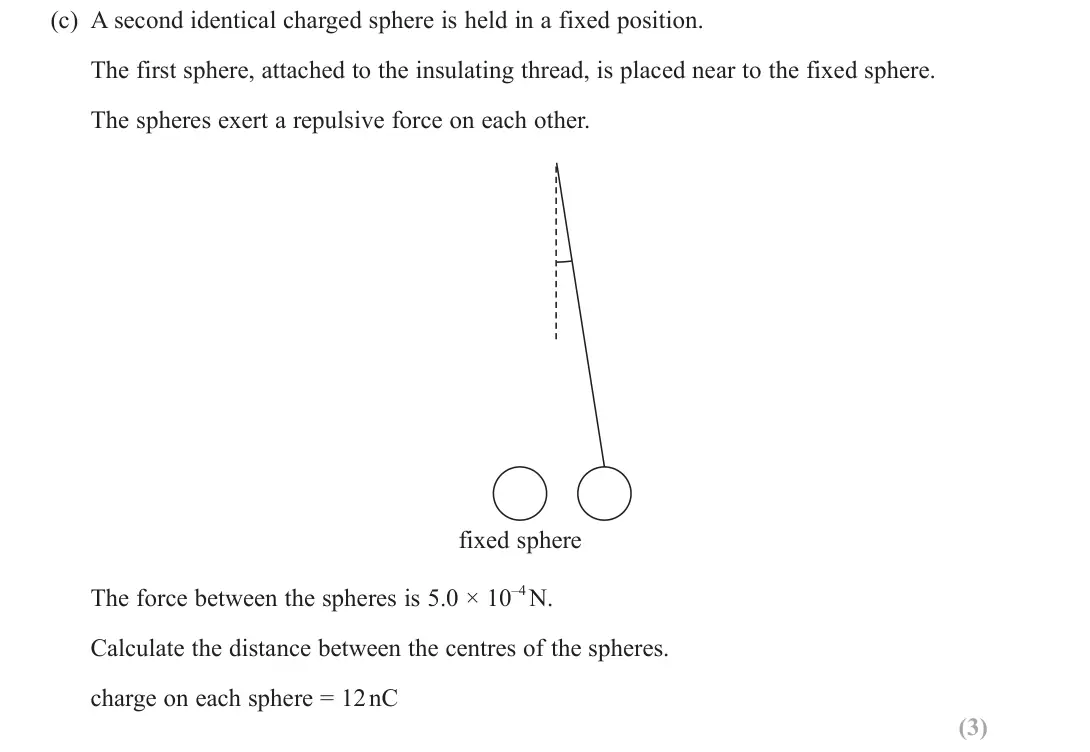 (c) A second identical charged sphere is held in a fixed position.
The first sphere, attached to the insulating thread, is placed near to the fixed sphere.
The spheres exert a repulsive force on each other.
fixed sphere
The force between the spheres is 5.0 × 10⁻⁴ N.
Calculate the distance between the centres of the spheres.
charge on each sphere = 12 nC
(3)